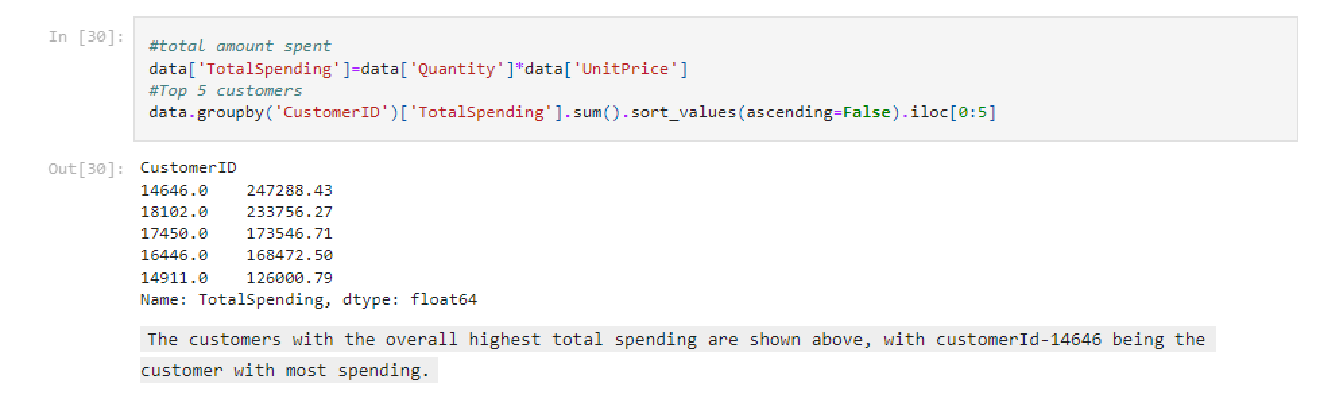 In [30]:
#total amount spent
data['TotalSpending']=data['Quantity']*data['UnitPrice']
#Top 5 customers
data.groupby('CustomerID')['TotalSpending'].sum().sort_values(ascending=False).iloc[0:5]
Out[30]: CustomerID
14646.0    247288.43
18102.0    233756.27
17450.0    173546.71
16446.0    168472.50
14911.0    126000.79
Name: TotalSpending, dtype: float64
The customers with the overall highest total spending are shown above, with customerId-14646 being the
customer with most spending.